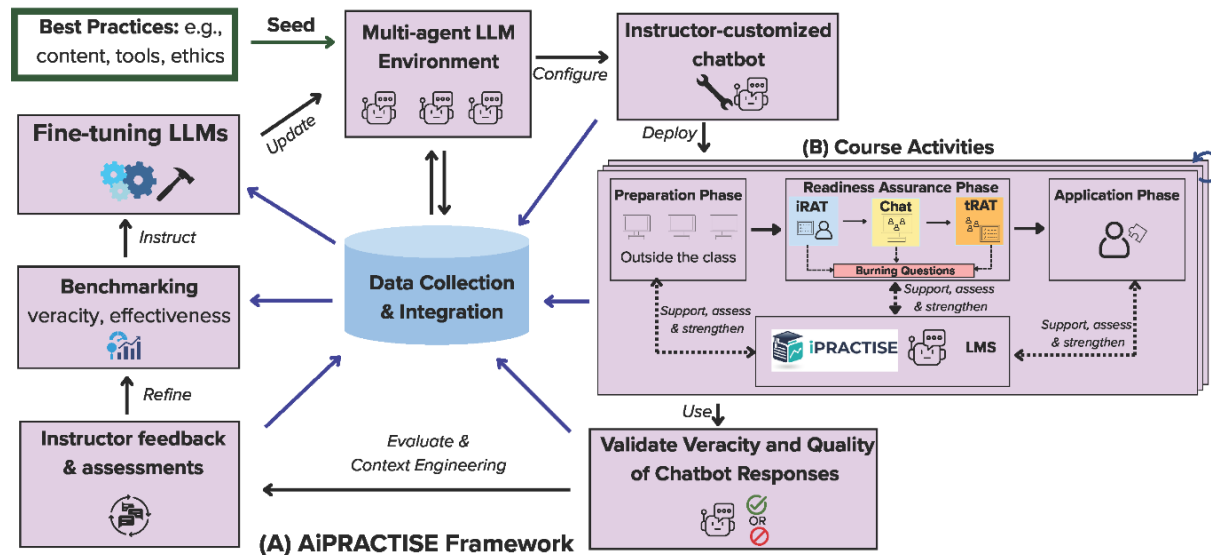 Best Practices: e.g.,
content, tools, ethics
Seed
Multi-agent LLM
Environment
Configure
Instructor-customized
chatbot
Deploy
Fine-tuning LLMs
Update
(B) Course Activities
Preparation Phase
Outside the class
Readiness Assurance Phase
iRAT
Chat
tRAT
Burning Questions
Application Phase
Instruct
Data Collection
& Integration
Benchmarking
veracity, effectiveness
Support, assess
& strengthen
Support, assess
& strengthen
Support, assess
& strengthen
iPRACTISE
LMS
Refine
Use
Instructor feedback
& assessments
Evaluate &
Context Engineering
Validate Veracity and Quality
of Chatbot Responses
OR
(A) AiPRACTISE Framework